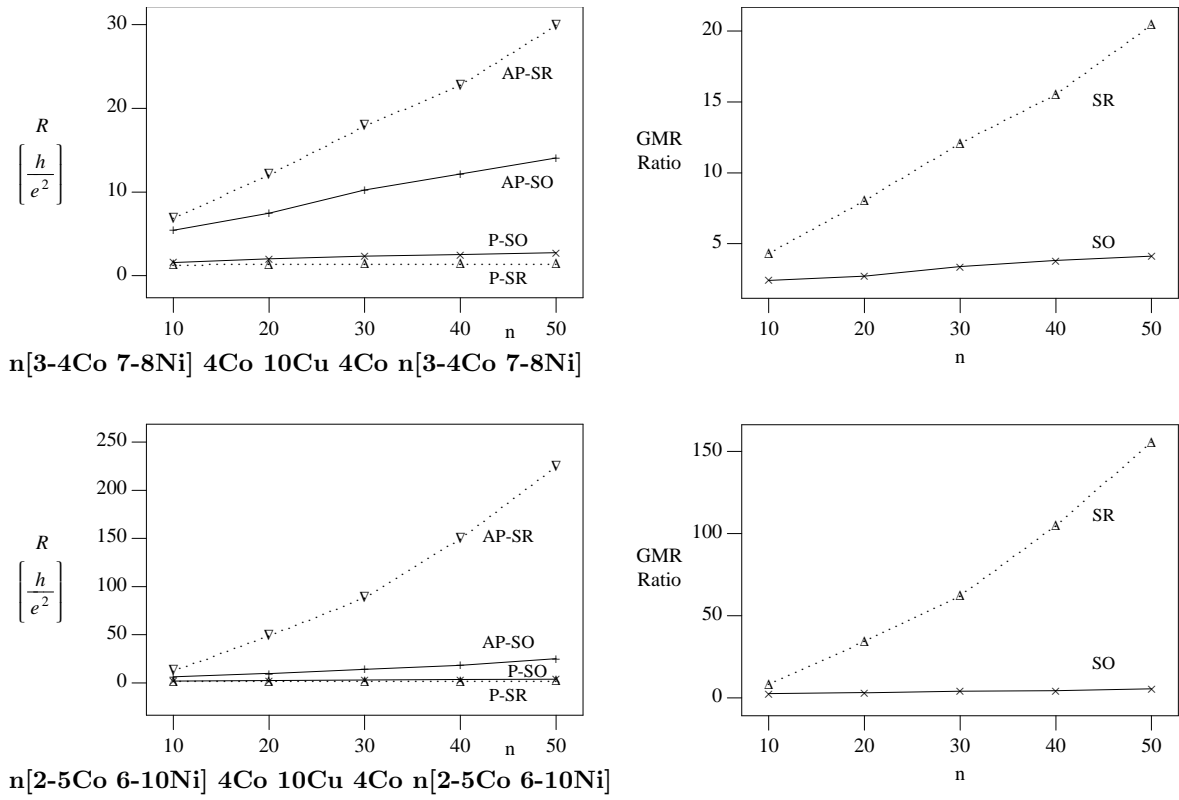 30
20
10
0
R
[h/e²]
AP-SR
AP-SO
P-SO
P-SR
10 20 30 40 n 50
20
15
10
5
GMR
Ratio
SR
SO
10 20 30 40 50
n
n[3-4Co 7-8Ni] 4Co 10Cu 4Co n[3-4Co 7-8Ni]
250
200
150
100
50
0
R
[h/e²]
AP-SR
AP-SO
P-SO
P-SR
10 20 30 40 n 50
150
100
50
0
GMR
Ratio
SR
SO
10 20 30 40 50
n
n[2-5Co 6-10Ni] 4Co 10Cu 4Co n[2-5Co 6-10Ni]